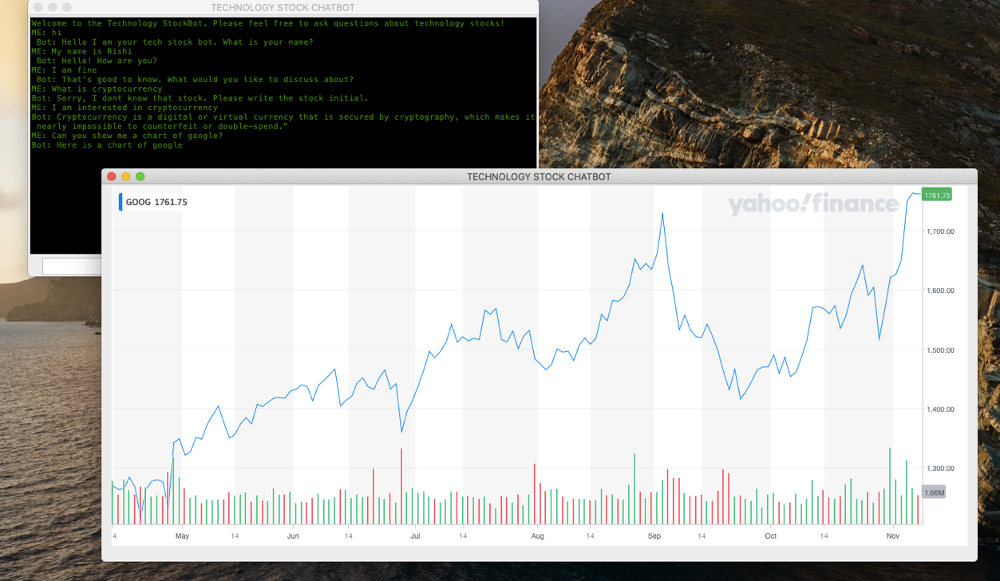 TECHNOLOGY STOCK CHATBOT
Welcome to the Technology StockBot. Please feel free to ask questions about technology stocks!
ME: hi
Bot: Hello I am your tech stock bot. What is your name?
ME: My name is Rishi
Bot: Hello! How are you?
ME: I am fine
Bot: That's good to know. What would you like to discuss about?
ME: What is cryptocurrency
Bot: Sorry, I dont know that stock. Please write the stock initial.
ME: I am interested in cryptocurrency
Bot: Cryptocurrency is a digital or virtual currency that is secured by cryptography, which makes it
nearly impossible to counterfeit or double-spend."
ME: Can you show me a chart of google?
Bot: Here is a chart of google
TECHNOLOGY STOCK CHATBOT
GOOG 1761.75
yahoo!finance
1761.75
1,700.00
1,600.00
1,500.00
1,400.00
1,300.00
1.66M
4 May 14 Jun 14 Jul 14 Aug 14 Sep 14 Oct 14 Nov